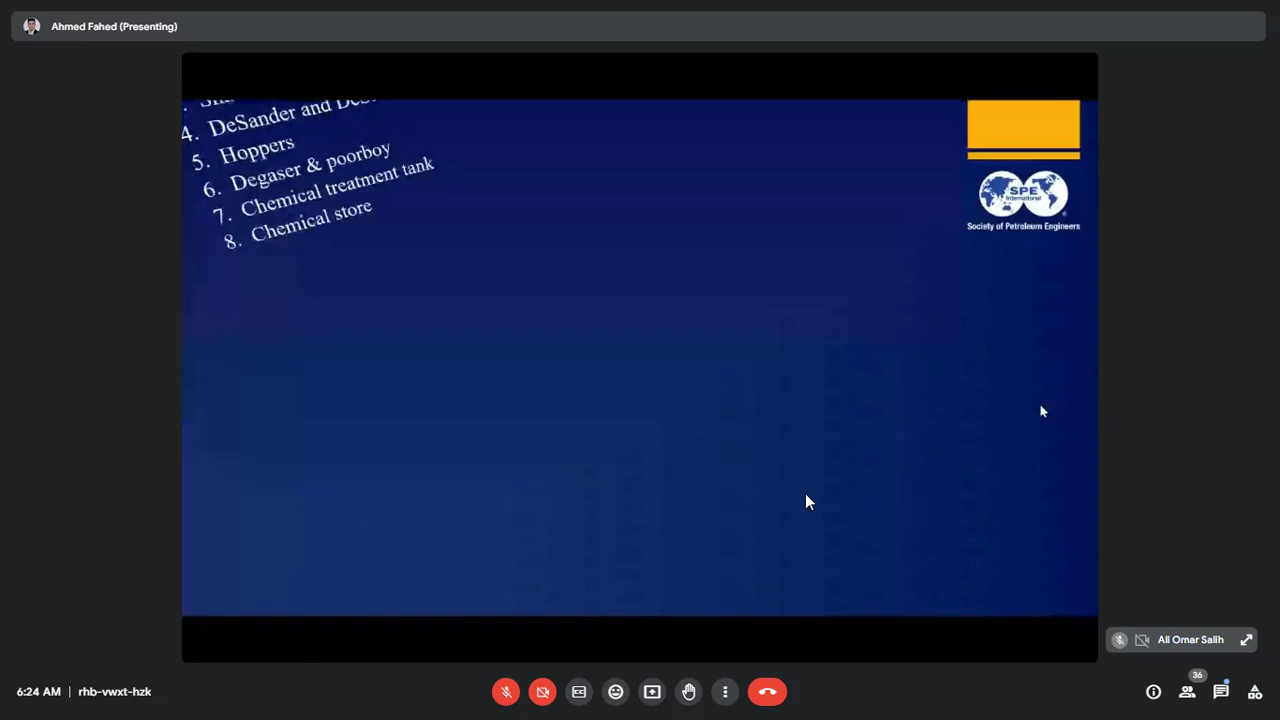 Ahmed Fahed (Presenting)
4. DeSander and
5. Hoppers
6. Degaser & poorboy
7. Chemical treatment tank
8. Chemical store
SPE
International
Society of Petroleum Engineers
Ali Omar Salih
6:24 AM | rhb-vwxt-hzk
36